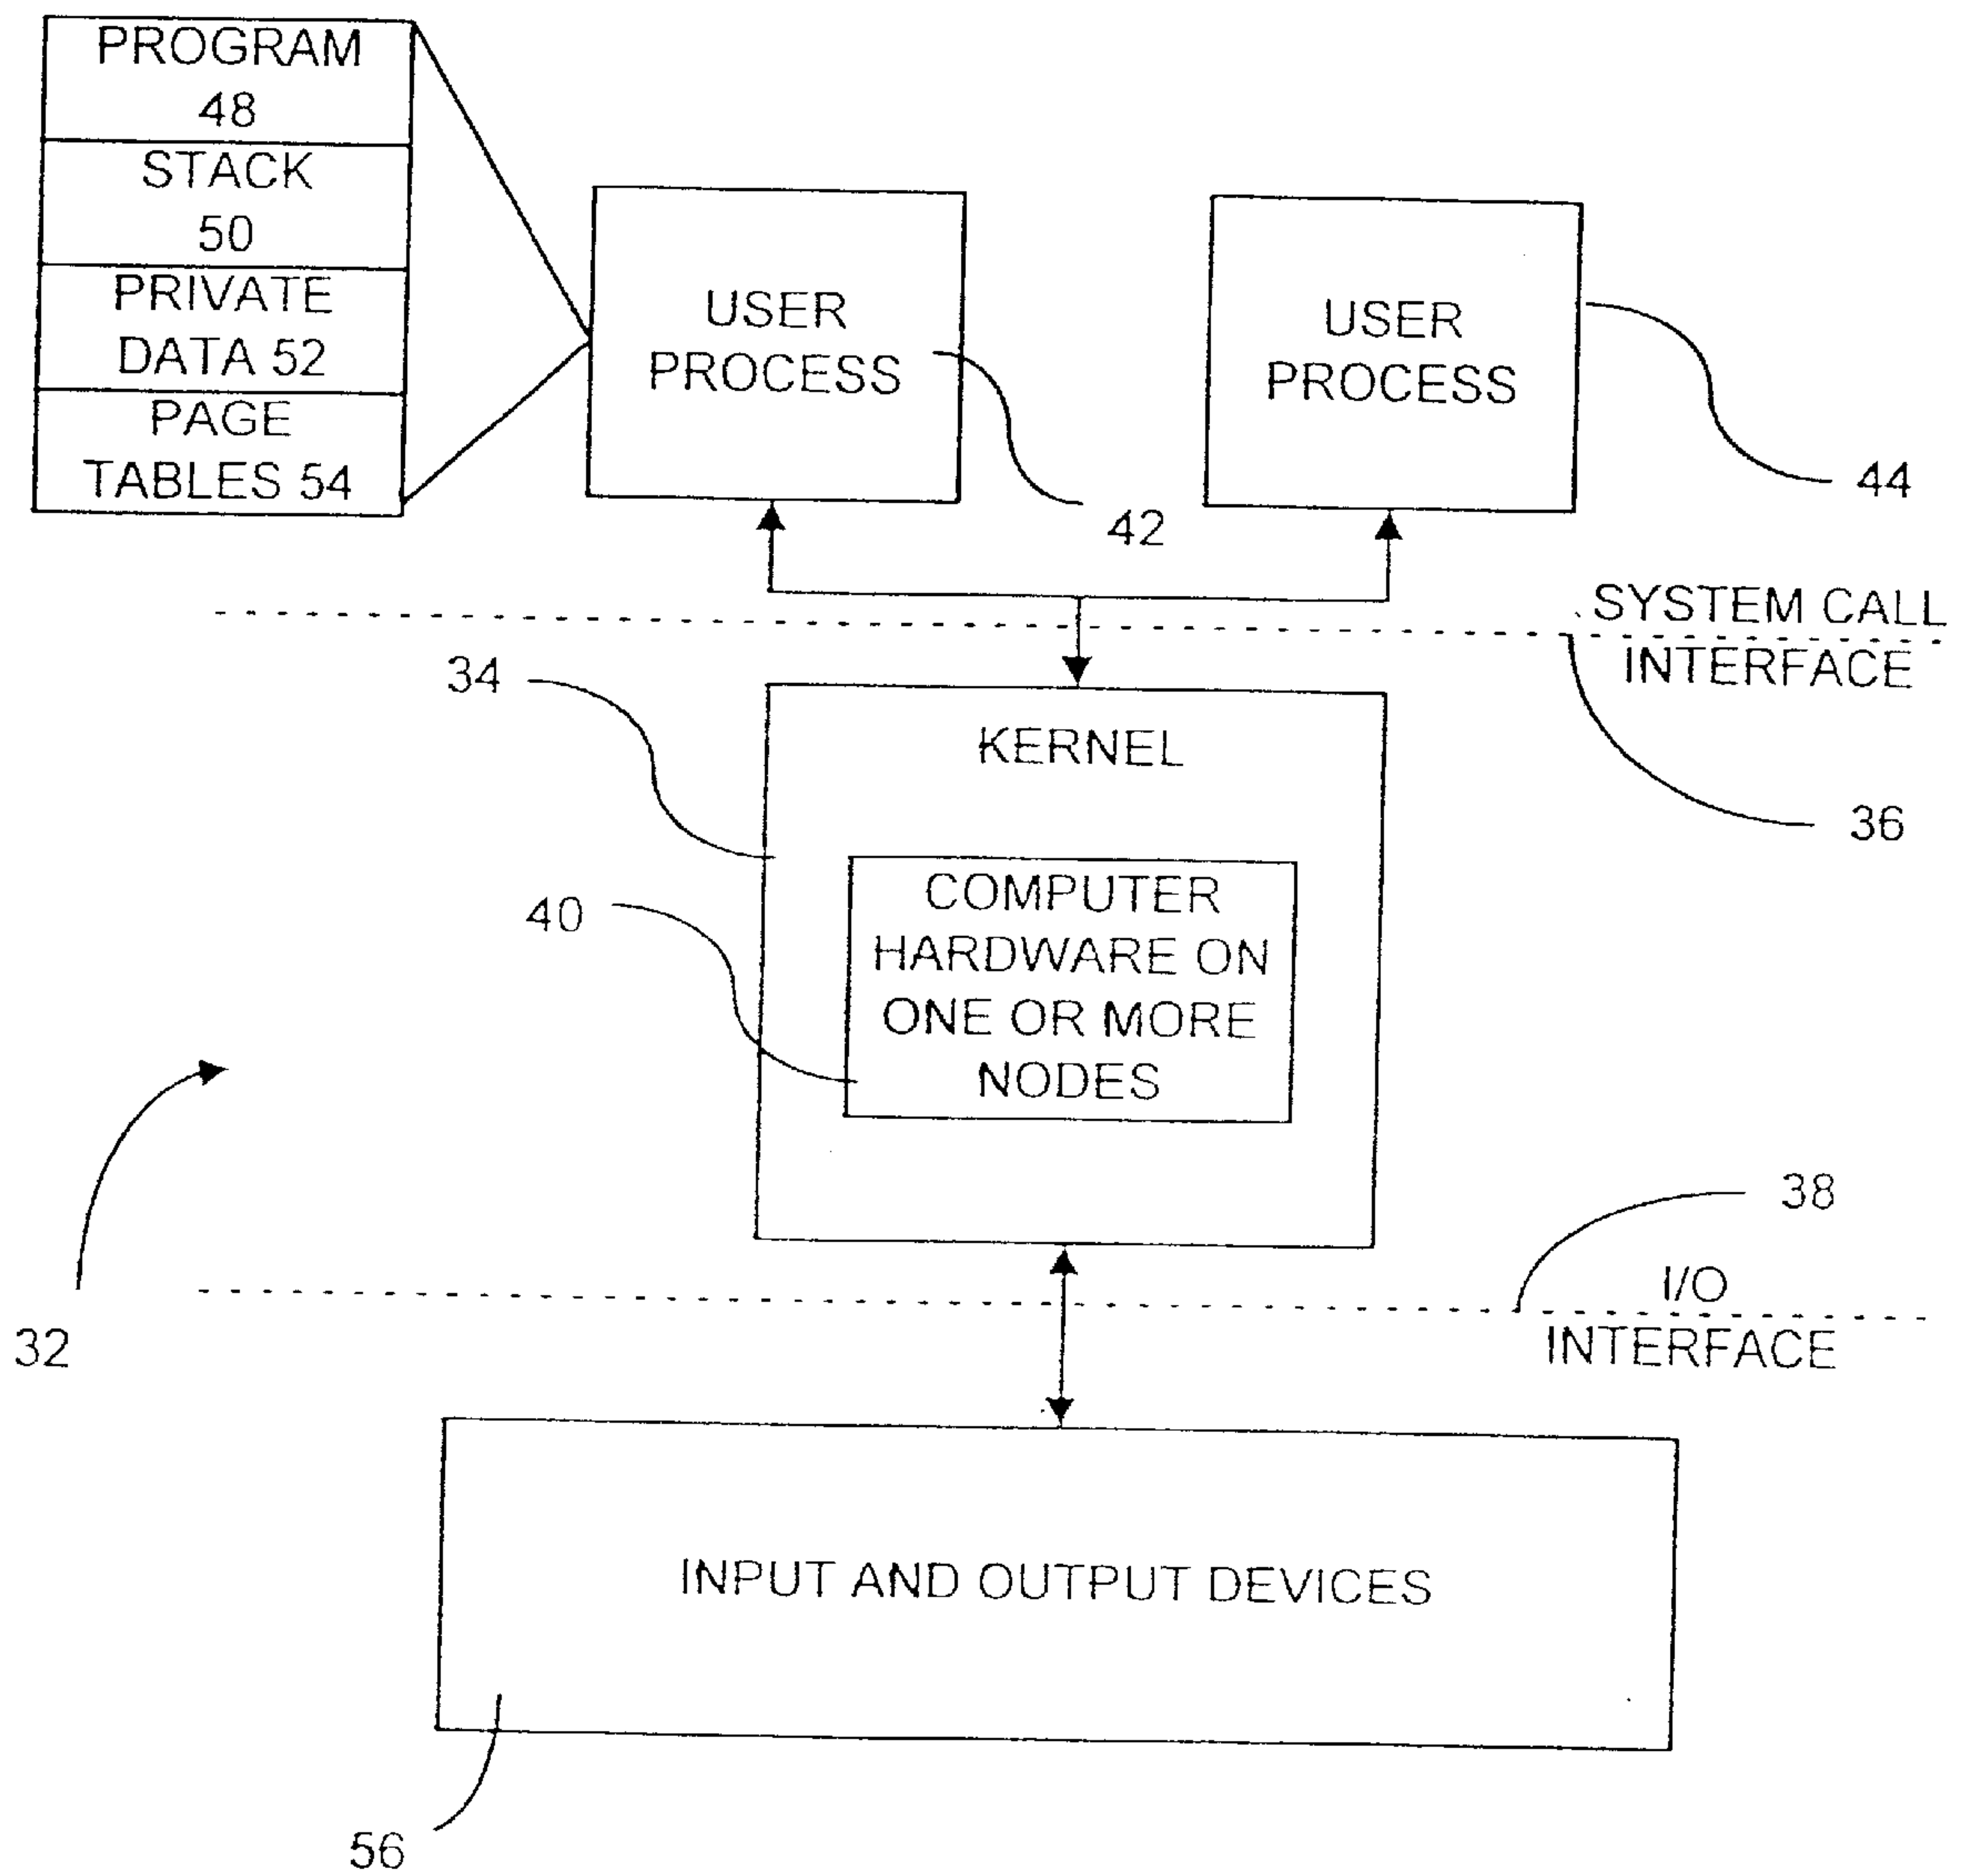 PROGRAM
48
STACK
50
PRIVATE
DATA 52
PAGE
TABLES 54
USER
PROCESS
42
USER
PROCESS
44
SYSTEM CALL
INTERFACE
36
34
KERNEL
40
COMPUTER
HARDWARE ON
ONE OR MORE
NODES
38
I/O
INTERFACE
32
INPUT AND OUTPUT DEVICES
56